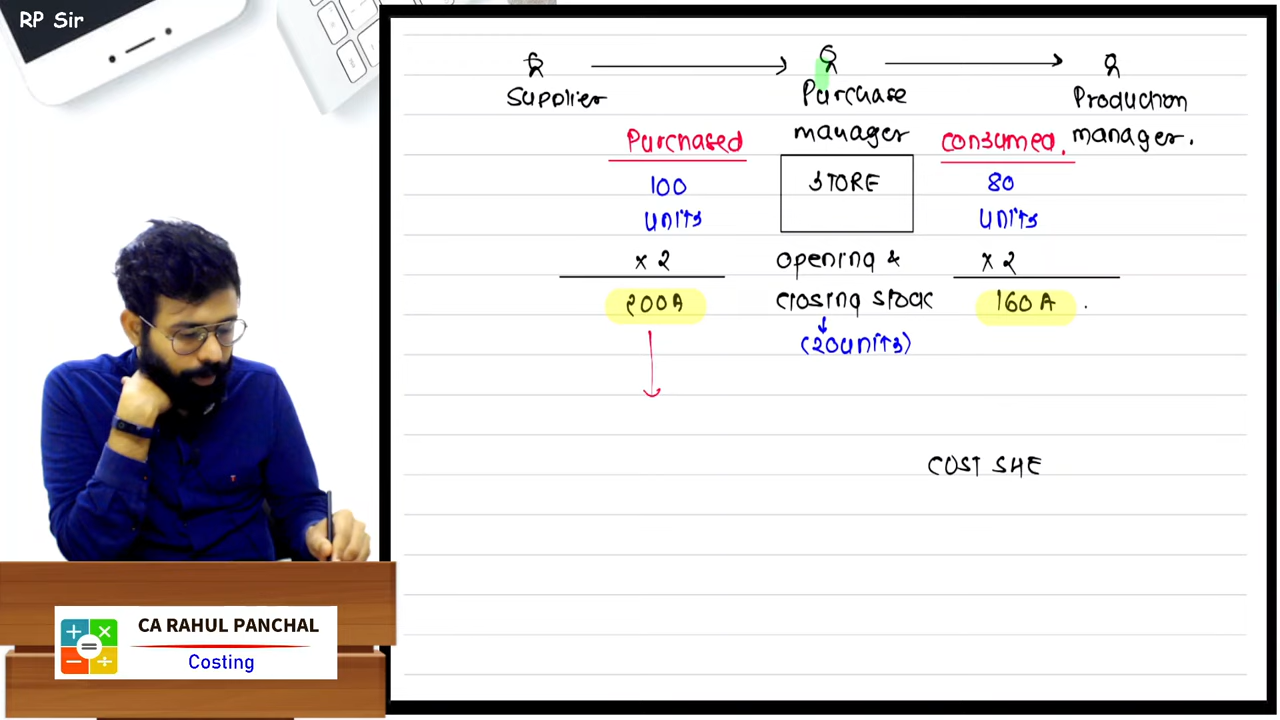 RP Sir
Supplier
Purchase
manager
Production
manager.
Purchased
Consumed.
100
units
STORE
80
units
x 2
opening &
x 2
200A
closing stock
160A
(20units)
COST SHE
CA RAHUL PANCHAL
Costing